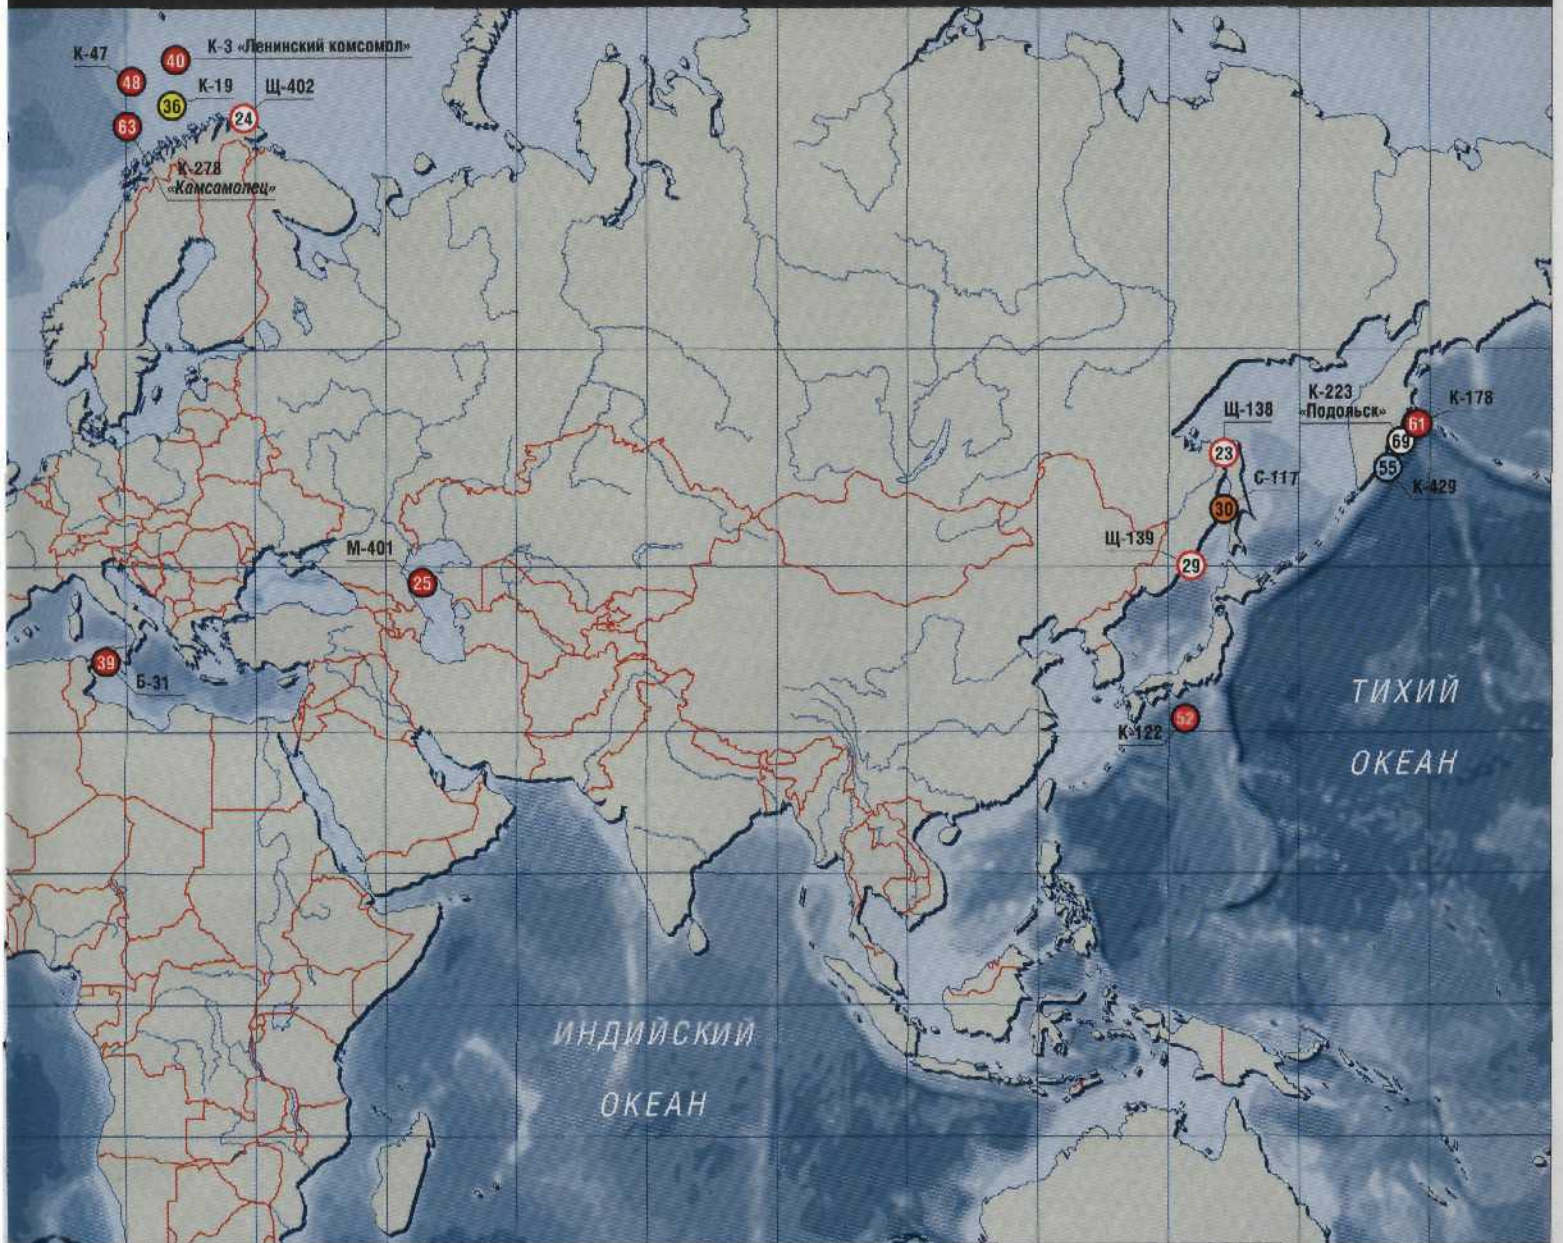 К-47
40
К-3 «Ленинский комсомол»
48
36
К-19
Щ-402
63
24
К-278
«Комсомолец»
К-223
«Подольск»
К-178
Щ-138
61
23
69
55
К-429
С-117
30
Щ-139
29
М-401
25
39
Б-31
К-122
52
ТИХИЙ
ОКЕАН
ИНДИЙСКИЙ
ОКЕАН